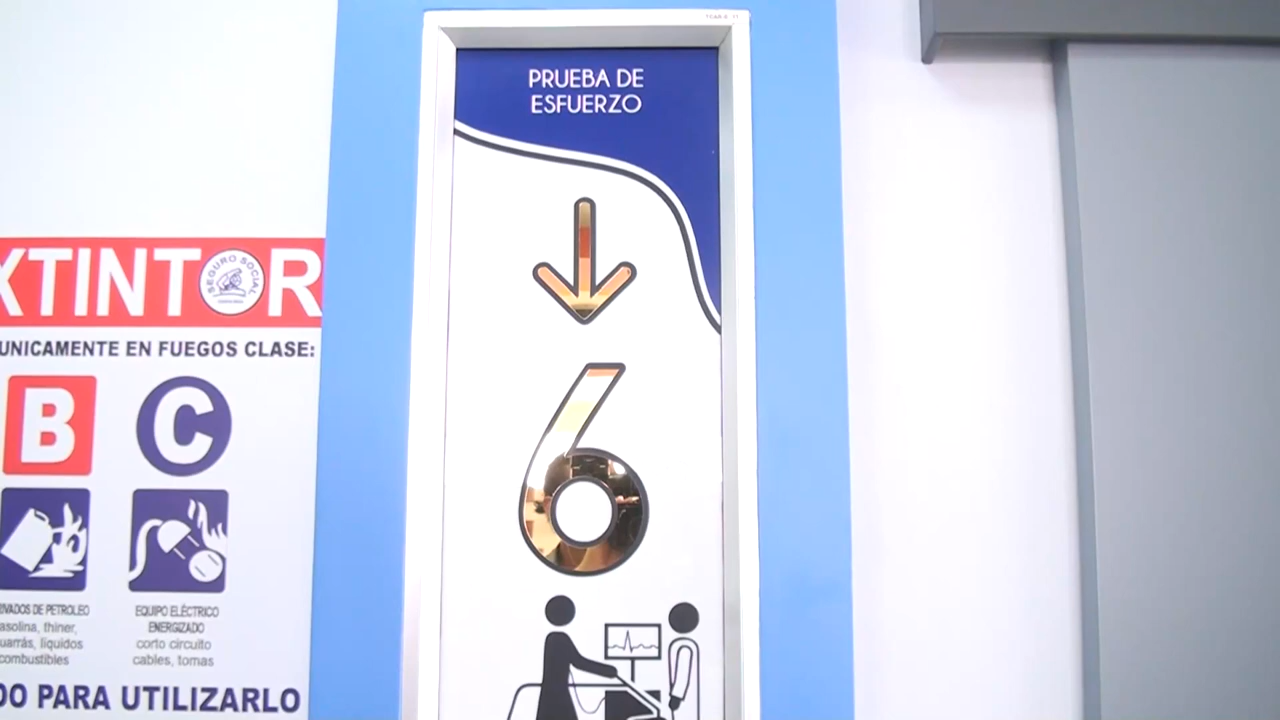 PRUEBA DE
ESFUERZO
6
XTINTOR
SEGURO SOCIAL
UNICAMENTE EN FUEGOS CLASE:
B
C
IVADOS DE PETROLEO
asolina, thiner,
uarrás, líquidos
combustibles
EQUIPO ELÉCTRICO
ENERGIZADO
corto circuito
cables, tomas
DO PARA UTILIZARLO